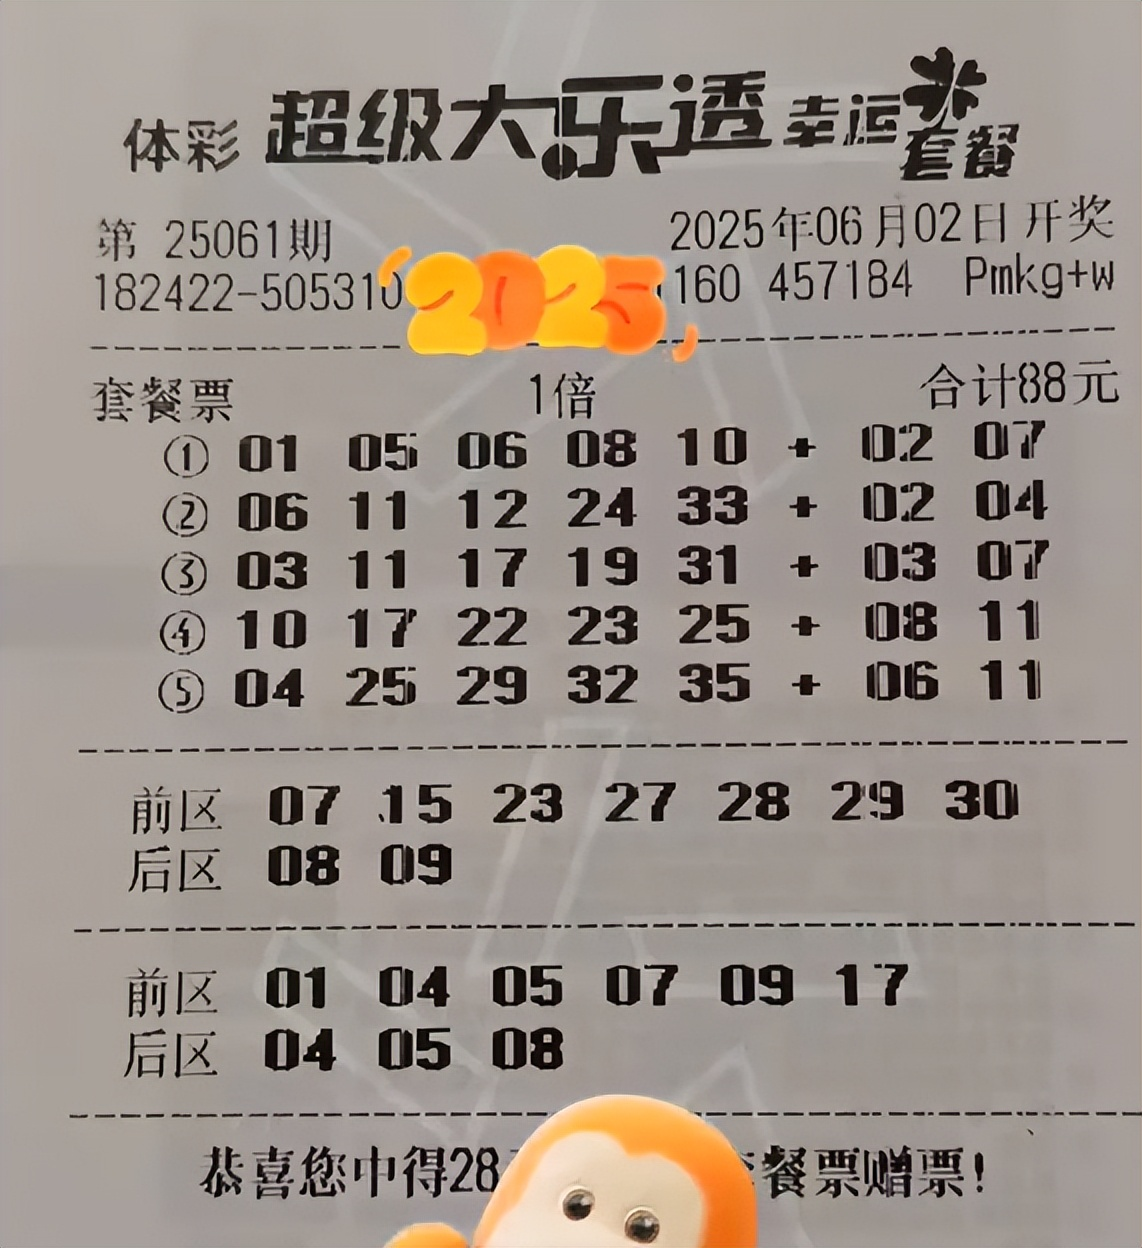 体彩 超级大乐透 幸运套餐
第 25061期 2025年06月02日 开奖
182422-505310 2025 160 457184 Pmkg+w
套餐票 1倍 合计88元
① 01 05 06 08 10 + 02 07
② 06 11 12 24 33 + 02 04
③ 03 11 17 19 31 + 03 07
④ 10 17 22 23 25 + 08 11
⑤ 04 25 29 32 35 + 06 11
前区 07 15 23 27 28 29 30
后区 08 09
前区 01 04 05 07 09 17
后区 04 05 08
恭喜您中得28 餐票赠票!